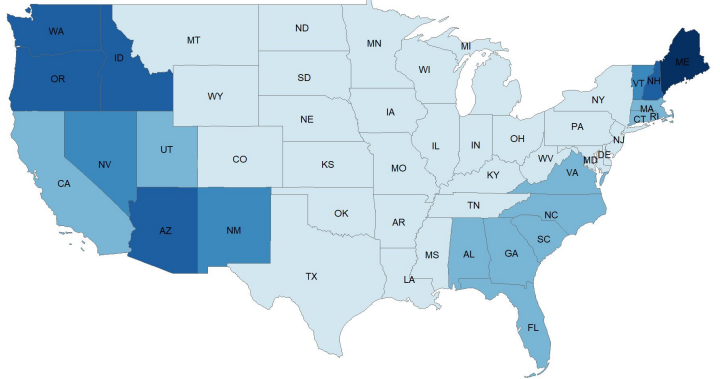 WA
MT
ND
MN
MI
ME
VT
NH
ID
OR
SD
WI
WY
NY
MA
CT
RI
IA
NE
PA
NJ
OH
IL
IN
UT
NV
CO
DE
MD
WV
VA
KS
MO
KY
CA
NC
TN
OK
AR
AZ
NM
SC
MS
AL
GA
TX
LA
FL